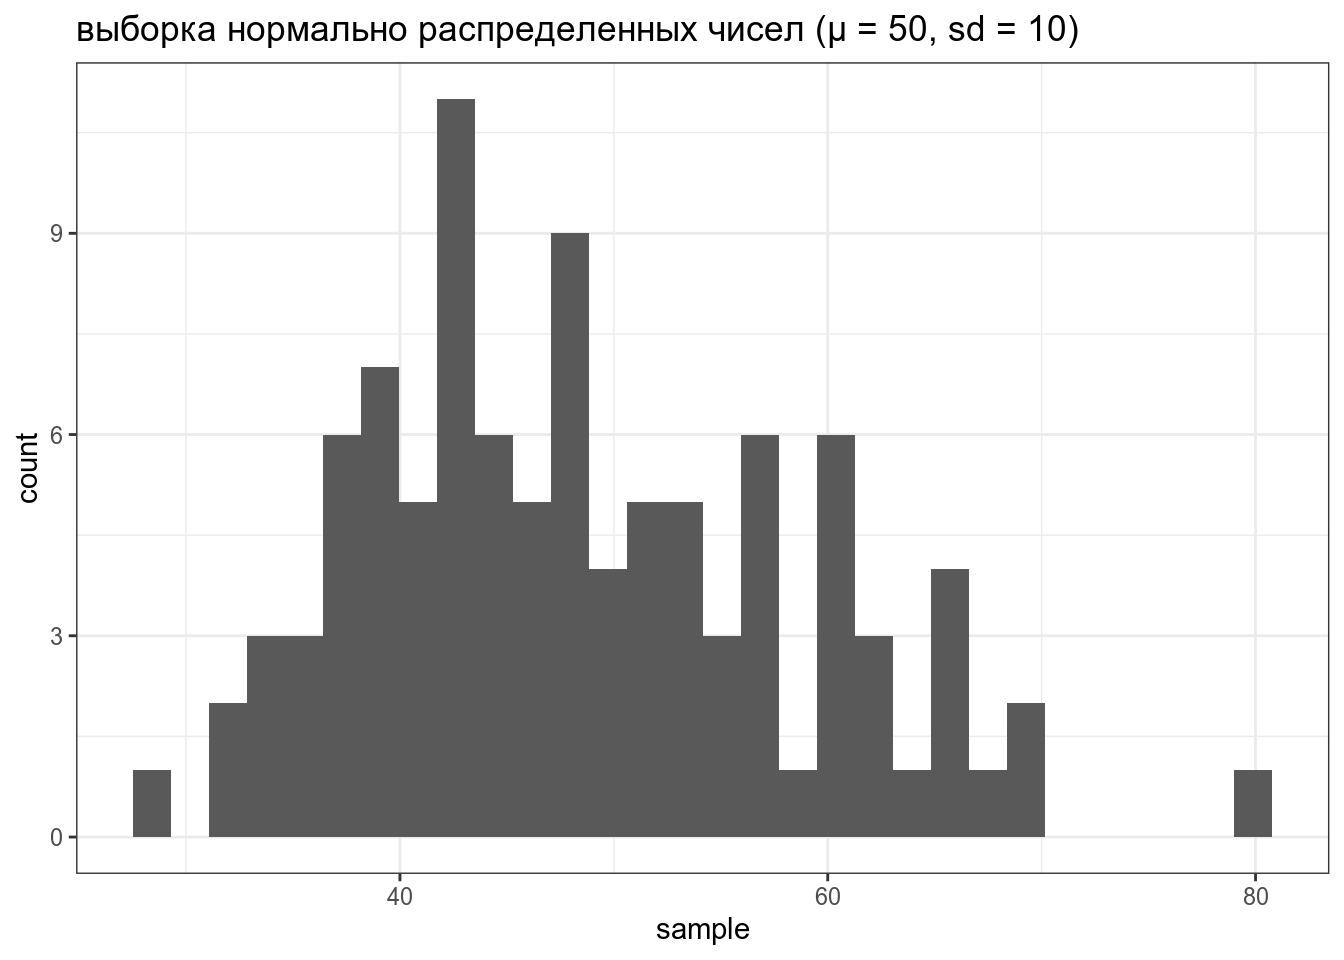 выборка нормально распределенных чисел (μ = 50, sd = 10)
9
6
3
0
count
40 60 80
sample